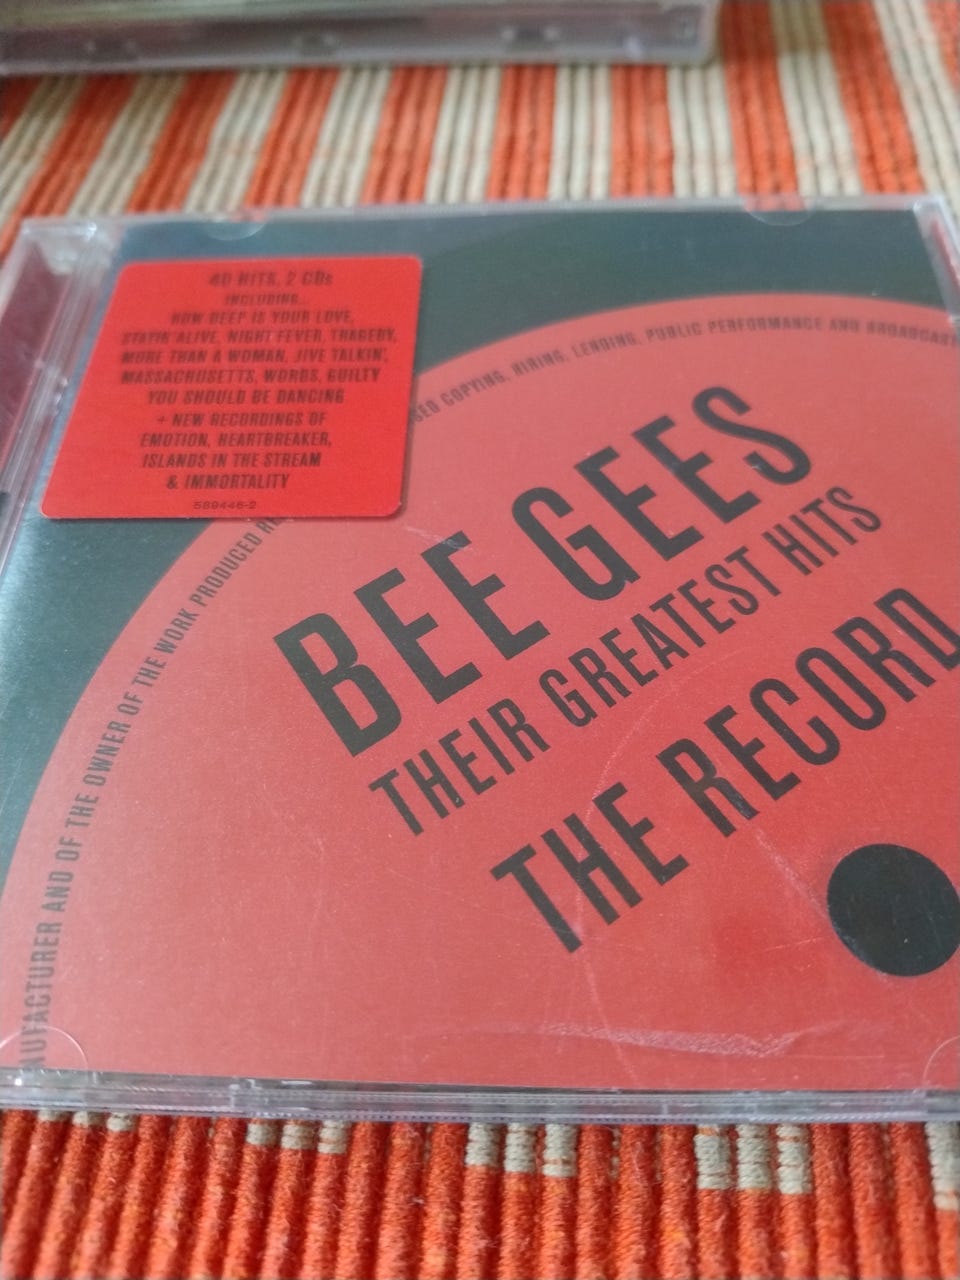 40 HITS, 2 CDs
INCLUDING...
HOW DEEP IS YOUR LOVE,
STAYIN' ALIVE, NIGHT FEVER, TRAGEDY,
MORE THAN A WOMAN, JIVE TALKIN',
MASSACHUSETTS, WORDS, GUILTY
YOU SHOULD BE DANCING
+ NEW RECORDINGS OF
EMOTION, HEARTBREAKER,
ISLANDS IN THE STREAM
& IMMORTALITY
589446-2
AUFACTURER AND OF THE OWNER OF THE WORK PRODUCED RE
SED COPYING, HIRING, LENDING, PUBLIC PERFORMANCE AND BROADCAST
BEE GEES
THEIR GREATEST HITS
THE RECORD